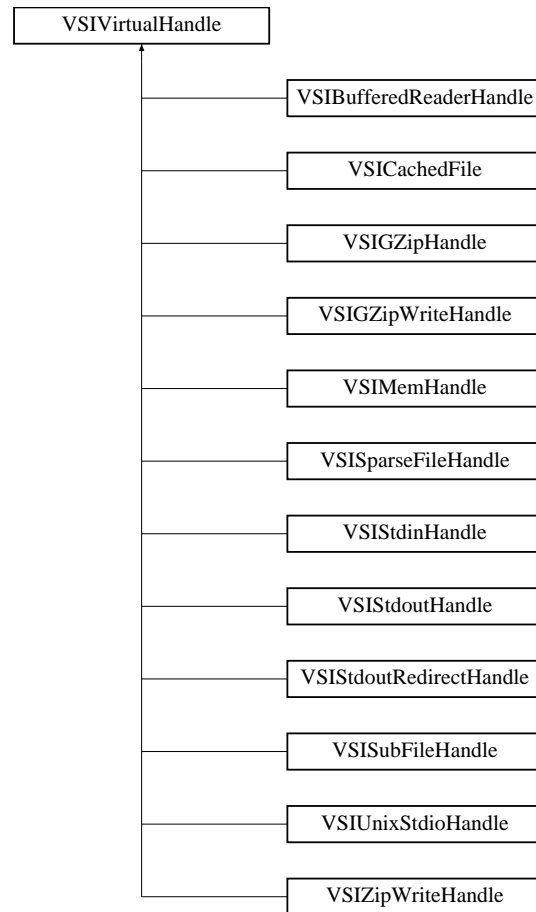 VSIVirtualHandle
VSIBufferedReaderHandle
VSICachedFile
VSIGZipHandle
VSIGZipWriteHandle
VSIMemHandle
VSISparseFileHandle
VSIStdinHandle
VSIStdoutHandle
VSIStdoutRedirectHandle
VSISubFileHandle
VSIUnixStdioHandle
VSIZipWriteHandle